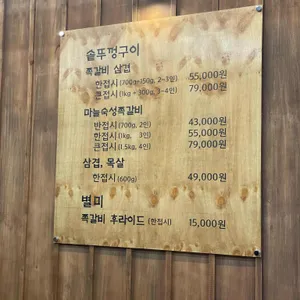 솥뚜껑구이
쪽갈비 삼겹
한접시 (700g+150g, 2~3인) 55,000원
큰접시 (1kg + 300g, 3~4인) 79,000원
마늘숙성쪽갈비
반접시 (700g, 2인) 43,000원
한접시 (1kg, 3인) 55,000원
큰접시 (1.5kg, 4인) 79,000원
삼겹, 목살
한접시 (600g) 49,000원
별미
쪽갈비 후라이드 (한접시) 15,000원